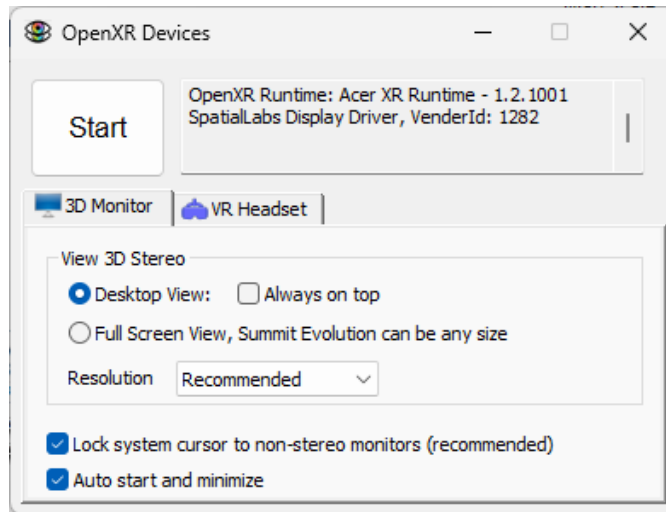 OpenXR Devices
Start
OpenXR Runtime: Acer XR Runtime - 1.2.1001
SpatialLabs Display Driver, VenderId: 1282
3D Monitor
VR Headset
View 3D Stereo
Desktop View:
Always on top
Full Screen View, Summit Evolution can be any size
Resolution
Recommended
Lock system cursor to non-stereo monitors (recommended)
Auto start and minimize